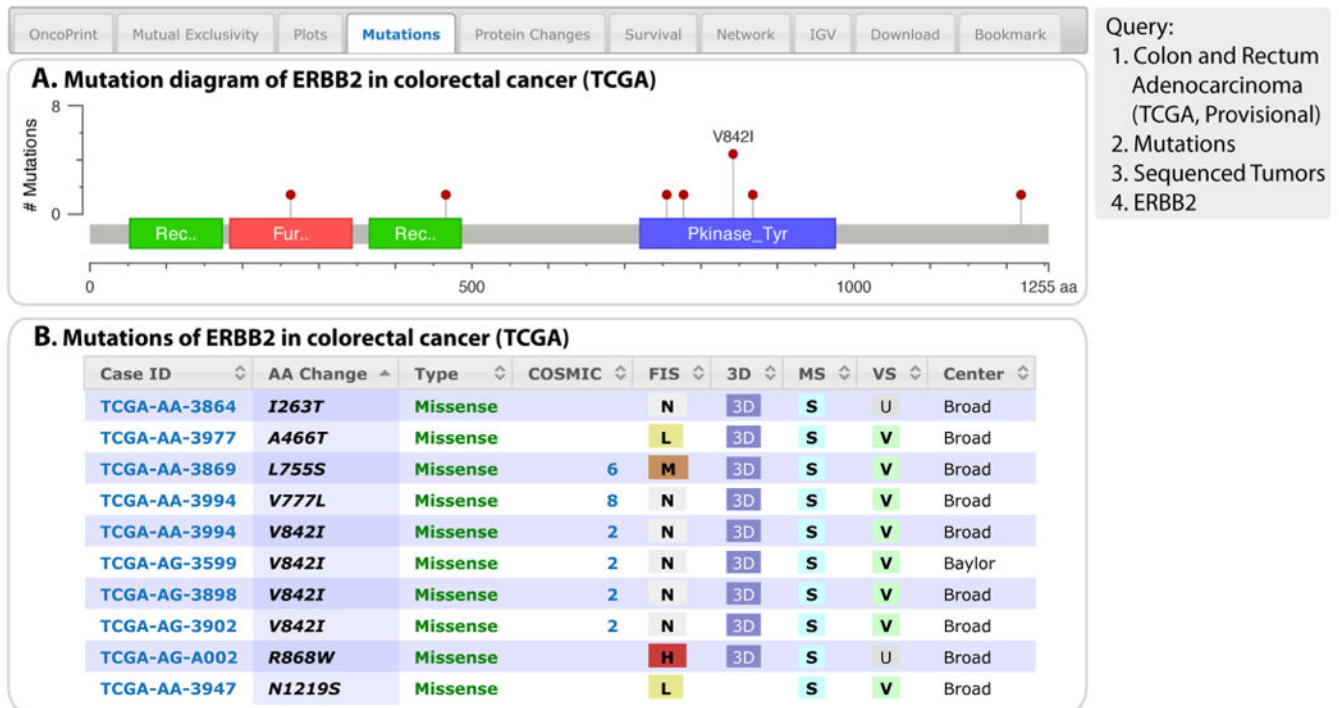 OncoPrint Mutual Exclusivity Plots Mutations Protein Changes Survival Network IGV Download Bookmark
Query:
1. Colon and Rectum
Adenocarcinoma
(TCGA, Provisional)
2. Mutations
3. Sequenced Tumors
4. ERBB2
A. Mutation diagram of ERBB2 in colorectal cancer (TCGA)
# Mutations
8
0
V842I
Rec.. Fur.. Rec.. Pkinase_Tyr
0 500 1000 1255 aa
B. Mutations of ERBB2 in colorectal cancer (TCGA)
Case ID AA Change Type COSMIC FIS 3D MS VS Center
TCGA-AA-3864 I263T Missense N 3D S U Broad
TCGA-AA-3977 A466T Missense L 3D S V Broad
TCGA-AA-3869 L755S Missense 6 M 3D S V Broad
TCGA-AA-3994 V777L Missense 8 N 3D S V Broad
TCGA-AA-3994 V842I Missense 2 N 3D S V Broad
TCGA-AG-3599 V842I Missense 2 N 3D S V Baylor
TCGA-AG-3898 V842I Missense 2 N 3D S V Broad
TCGA-AG-3902 V842I Missense 2 N 3D S V Broad
TCGA-AG-A002 R868W Missense H 3D S U Broad
TCGA-AA-3947 N1219S Missense L S V Broad